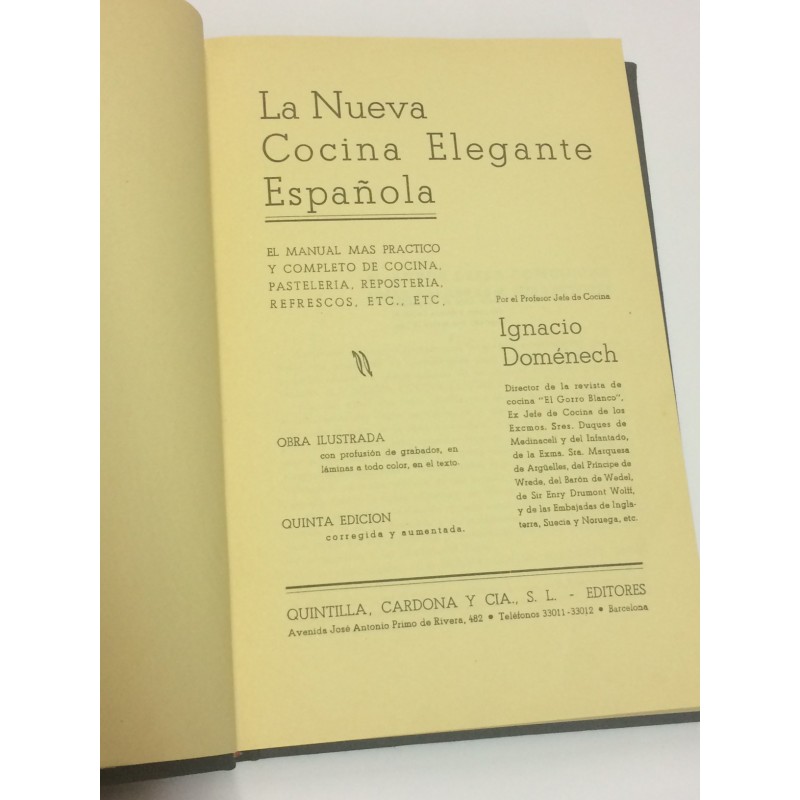 La Nueva
Cocina Elegante
Española
EL MANUAL MAS PRACTICO
Y COMPLETO DE COCINA,
PASTELERIA, REPOSTERIA,
REFRESCOS, ETC., ETC.
Por el Profesor Jefe de Cocina
Ignacio
Doménech
Director de la revista de
cocina "El Gorro Blanco",
Ex Jefe de Cocina de los
Excmos. Sres. Duques de
Medinaceli y del Infantado,
de la Exma. Sra. Marquesa
de Argüelles, del Príncipe de
Wrede, del Barón de Wedel,
de Sir Enry Drumont Wolff,
y de las Embajadas de Ingla-
terra, Suecia y Noruega, etc.
OBRA ILUSTRADA
con profusión de grabados, en
láminas a todo color, en el texto.
QUINTA EDICION
corregida y aumentada.
QUINTILLA, CARDONA Y CIA., S. L. - EDITORES
Avenida José Antonio Primo de Rivera, 482 • Teléfonos 33011-33012 • Barcelona